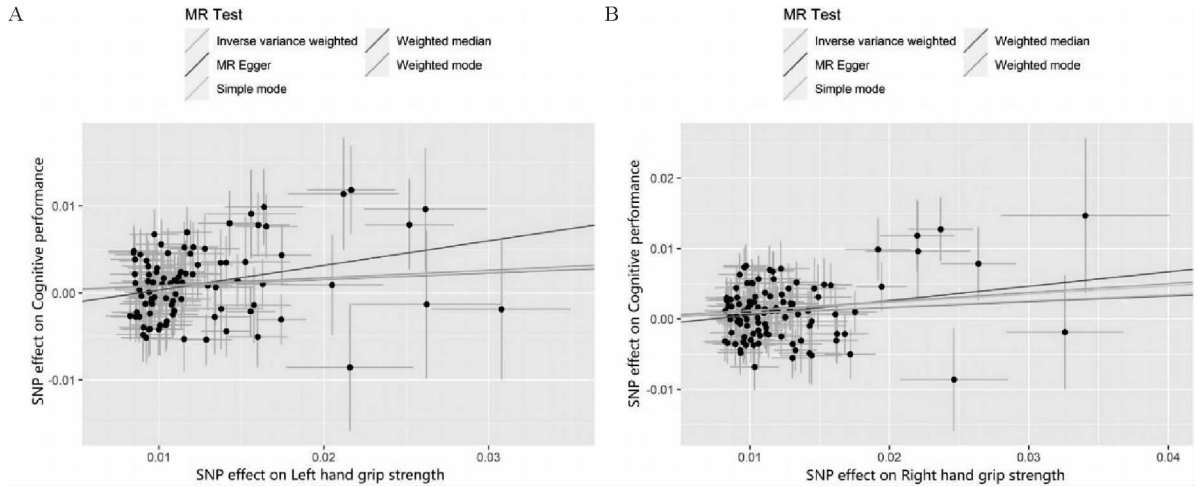 A
MR Test
Inverse variance weighted
Weighted median
MR Egger
Weighted mode
Simple mode
SNP effect on Cognitive performance
0.01
0.00
-0.01
0.01
0.02
0.03
SNP effect on Left hand grip strength
B
MR Test
Inverse variance weighted
Weighted median
MR Egger
Weighted mode
Simple mode
SNP effect on Cognitive performance
0.02
0.01
0.00
-0.01
0.01
0.02
0.03
0.04
SNP effect on Right hand grip strength